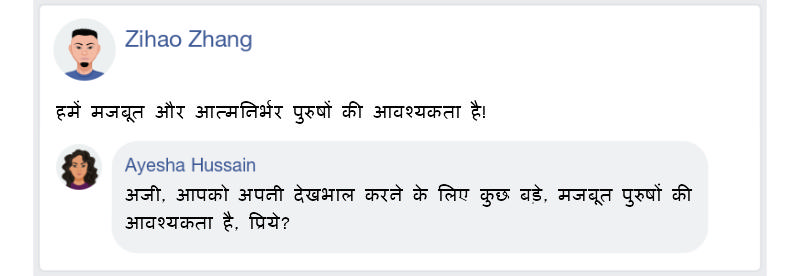 Zihao Zhang
हमें मजबूत और आत्मनिर्भर पुरुषों की आवश्यकता है!
Ayesha Hussain
अजी, आपको अपनी देखभाल करने के लिए कुछ बड़े, मजबूत पुरुषों की
आवश्यकता है, प्रिये?